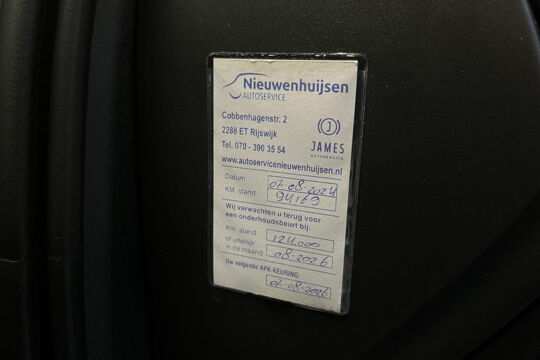 Nieuwenhuijsen
AUTOSERVICE
Cobbenhagenstr. 2
2288 ET Rijswijk
Tel. 070 - 390 35 54
JAMES
AUTOSERVICE
www.autoservicenieuwenhuijsen.nl
Datum 01-08-2024
KM. stand 94169
Wij verwachten u terug voor
een onderhoudsbeurt bij:
Km. stand 124.000
of uiterlijk
in de maand 08-2026
Uw volgende APK-KEURING:
01-08-2026